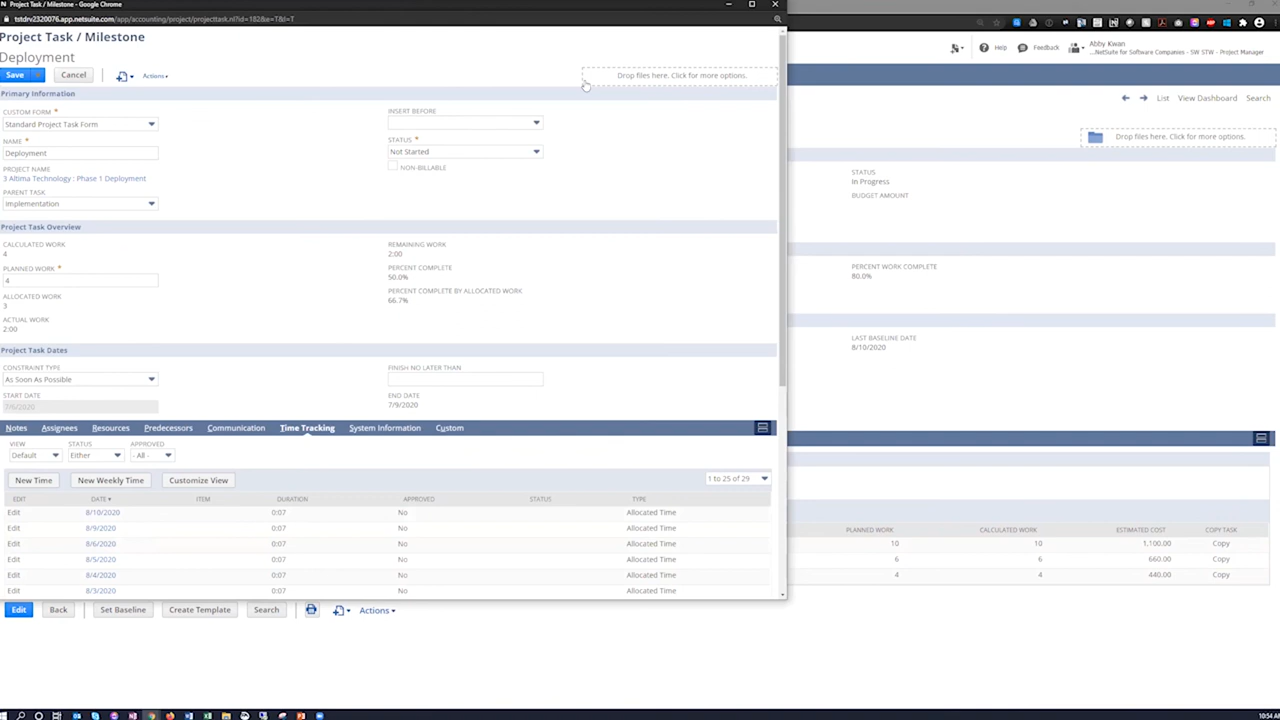 Project Task / Milestone - Google Chrome
tstdrv2320076.app.netsuite.com/app/accounting/project/projecttask.nl?id=182&e=T&l=T
Project Task / Milestone
Deployment
Save
Cancel
Actions
Drop files here. Click for more options.
Primary Information
CUSTOM FORM *
Standard Project Task Form
NAME *
Deployment
PROJECT NAME
3 Altima Technology : Phase 1 Deployment
PARENT TASK
Implementation
INSERT BEFORE
STATUS *
Not Started
NON-BILLABLE
Project Task Overview
CALCULATED WORK
4
PLANNED WORK *
4
ALLOCATED WORK
3
ACTUAL WORK
2:00
REMAINING WORK
2:00
PERCENT COMPLETE
50.0%
PERCENT COMPLETE BY ALLOCATED WORK
66.7%
Project Task Dates
CONSTRAINT TYPE
As Soon As Possible
START DATE
7/6/2020
FINISH NO LATER THAN
END DATE
7/9/2020
Notes Assignees Resources Predecessors Communication Time Tracking System Information Custom
VIEW STATUS APPROVED
Default Either - All -
New Time New Weekly Time Customize View 1 to 25 of 29
EDIT DATE ▾ ITEM DURATION APPROVED STATUS TYPE
Edit 8/10/2020 0:07 No Allocated Time
Edit 8/9/2020 0:07 No Allocated Time
Edit 8/6/2020 0:07 No Allocated Time
Edit 8/5/2020 0:07 No Allocated Time
Edit 8/4/2020 0:07 No Allocated Time
Edit 8/3/2020 0:07 No Allocated Time
Edit Back Set Baseline Create Template Search Actions
Help Feedback
Abby Kwan
...NetSuite for Software Companies - SW STW - Project Manager
List View Dashboard Search
Drop files here. Click for more options.
STATUS
In Progress
BUDGET AMOUNT
PERCENT WORK COMPLETE
80.0%
LAST BASELINE DATE
8/10/2020
PLANNED WORK CALCULATED WORK ESTIMATED COST COPY TASK
10 10 1,100.00 Copy
6 6 660.00 Copy
4 4 440.00 Copy
10:54 AM